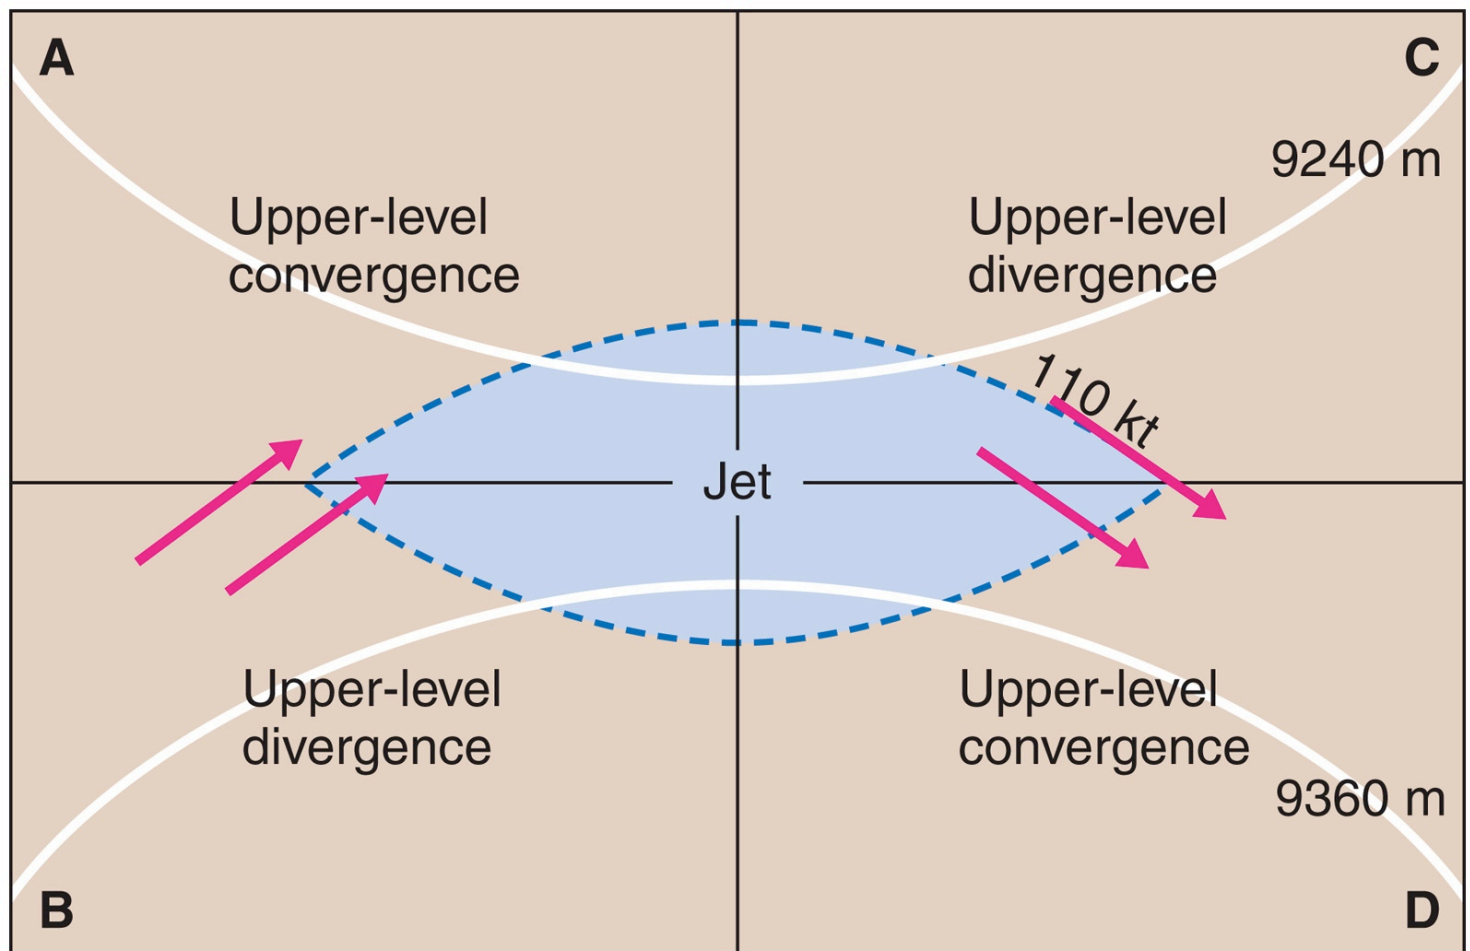 A
C
9240 m
Upper-level
convergence
Upper-level
divergence
110 kt
Jet
Upper-level
divergence
Upper-level
convergence
9360 m
B
D